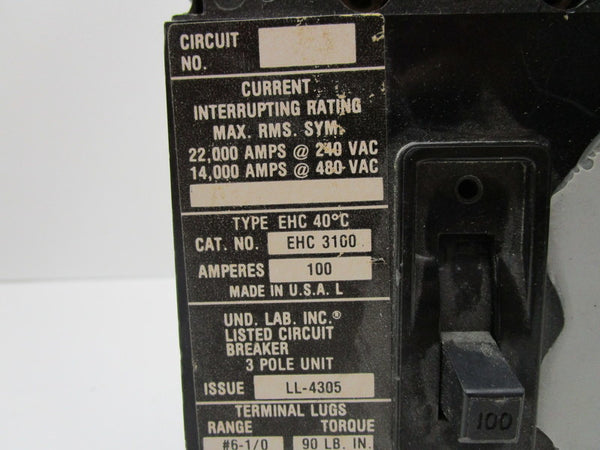 CIRCUIT
NO.
CURRENT
INTERRUPTING RATING
MAX. RMS. SYM.
22,000 AMPS @ 240 VAC
14,000 AMPS @ 480 VAC
TYPE EHC 40°C
CAT. NO. EHC 3100
AMPERES 100
MADE IN U.S.A. L
UND. LAB. INC.®
LISTED CIRCUIT
BREAKER
3 POLE UNIT
ISSUE LL-4305
TERMINAL LUGS
RANGE TORQUE
#6-1/0 90 LB. IN.
100